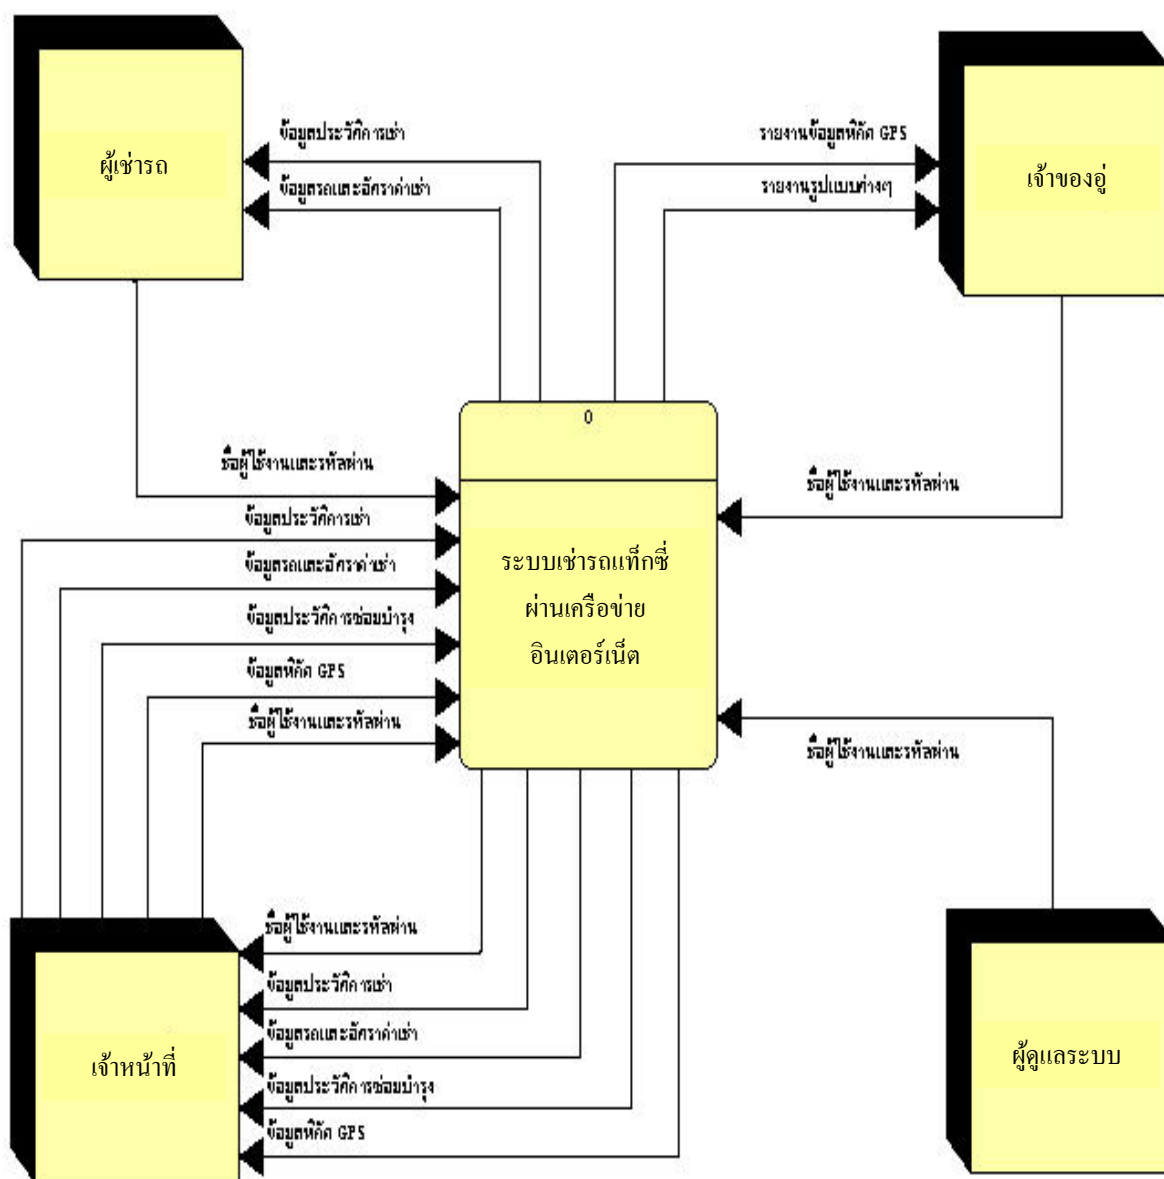 ผู้เช่ารถ
ข้อมูลประวัติการเช่า
ข้อมูลรถและอัตราค่าเช่า
รายงานข้อมูลพิกัด GPS
รายงานรูปแบบต่างๆ
เจ้าของอู่
0
ระบบเช่ารถแท็กซี่
ผ่านเครือข่าย
อินเตอร์เน็ต
ชื่อผู้ใช้งานและรหัสผ่าน
ข้อมูลประวัติการเช่า
ข้อมูลรถและอัตราค่าเช่า
ข้อมูลประวัติการซ่อมบำรุง
ข้อมูลพิกัด GPS
ชื่อผู้ใช้งานและรหัสผ่าน
ชื่อผู้ใช้งานและรหัสผ่าน
ชื่อผู้ใช้งานและรหัสผ่าน
ชื่อผู้ใช้งานและรหัสผ่าน
ข้อมูลประวัติการเช่า
ข้อมูลรถและอัตราค่าเช่า
ข้อมูลประวัติการซ่อมบำรุง
ข้อมูลพิกัด GPS
เจ้าหน้าที่
ผู้ดูแลระบบ